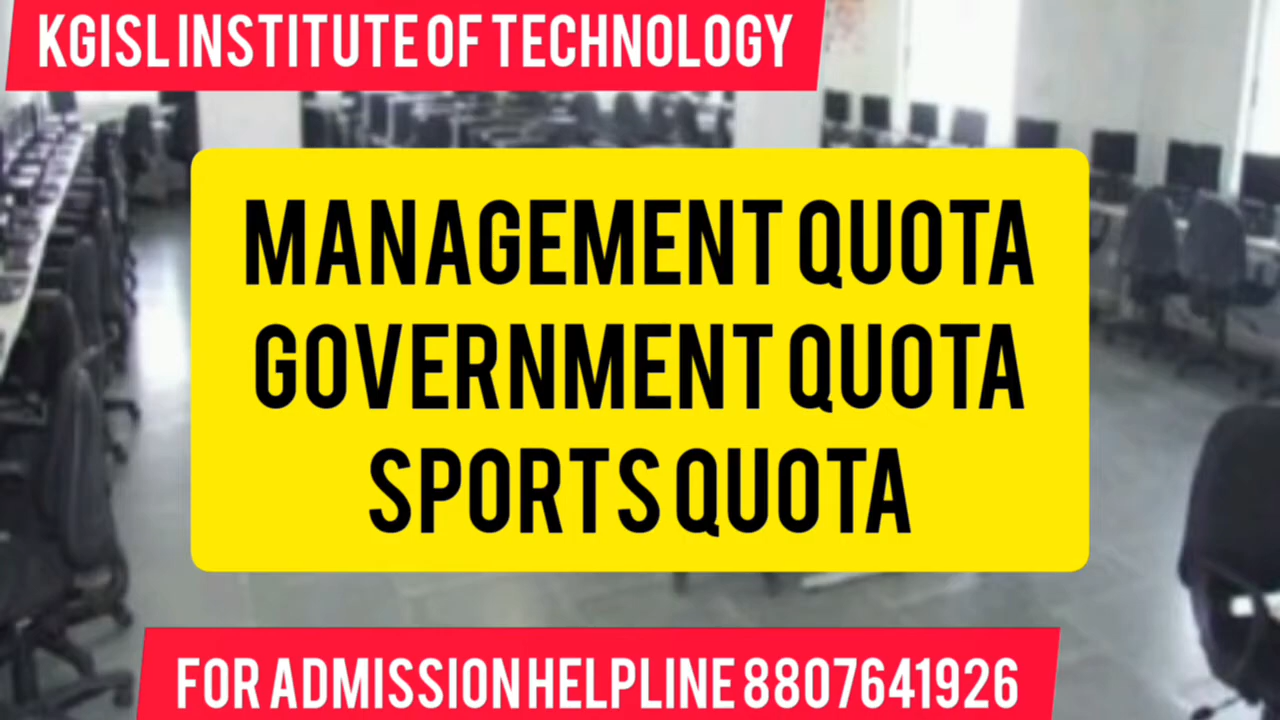 KGISL INSTITUTE OF TECHNOLOGY
MANAGEMENT QUOTA
GOVERNMENT QUOTA
SPORTS QUOTA
FOR ADMISSION HELPLINE 8807641926